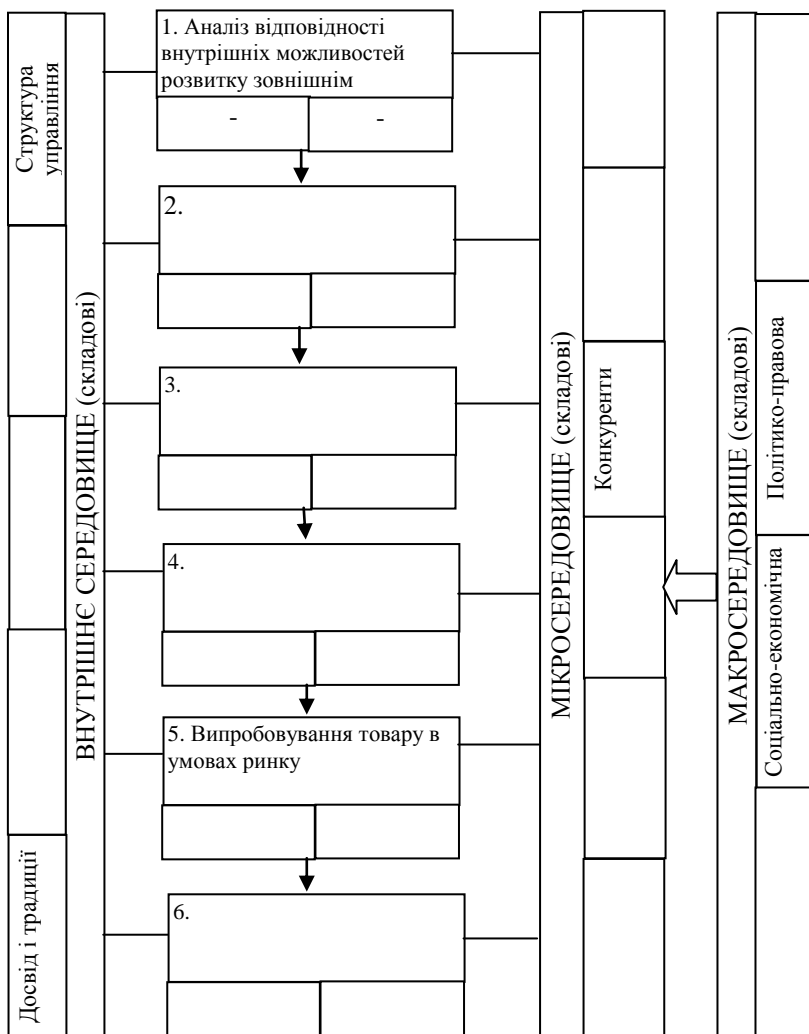 Структура
управління
Досвід і традиції
ВНУТРІШНЄ СЕРЕДОВИЩЕ (складові)
1. Аналіз відповідності
внутрішніх можливостей
розвитку зовнішнім
-
-
2.
3.
4.
5. Випробовування товару в
умовах ринку
6.
МІКРОСЕРЕДОВИЩЕ (складові)
Конкуренти
МАКРОСЕРЕДОВИЩЕ (складові)
Політико-правова
Соціально-економічна